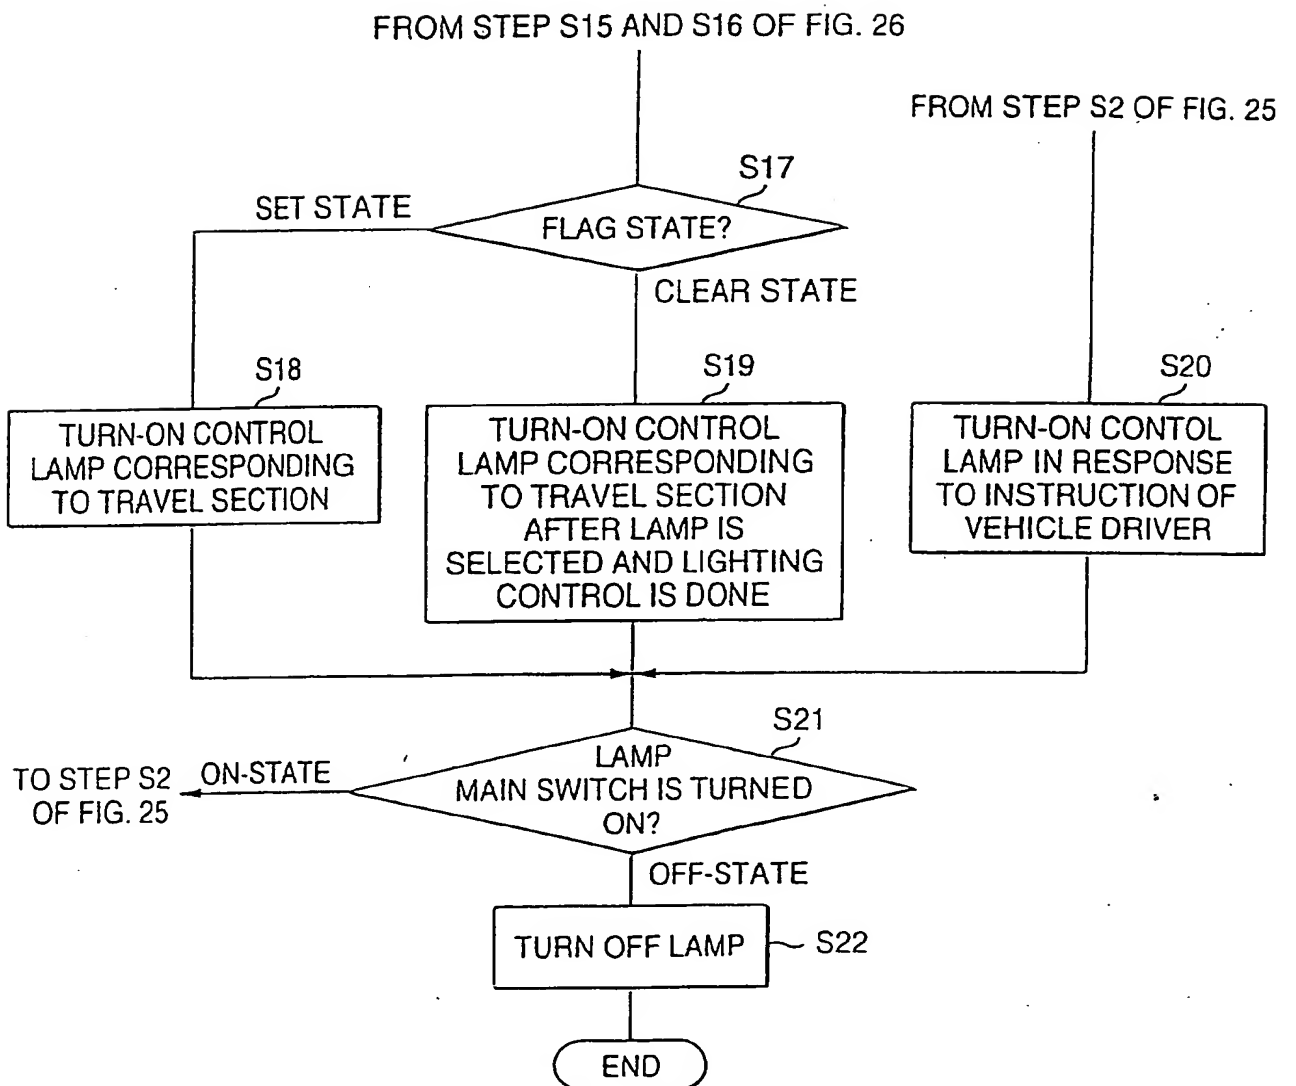 FROM STEP S15 AND S16 OF FIG. 26
FROM STEP S2 OF FIG. 25
S17
SET STATE
FLAG STATE?
CLEAR STATE
S18
TURN-ON CONTROL
LAMP CORRESPONDING
TO TRAVEL SECTION
S19
TURN-ON CONTROL
LAMP CORRESPONDING
TO TRAVEL SECTION
AFTER LAMP IS
SELECTED AND LIGHTING
CONTROL IS DONE
S20
TURN-ON CONTOL
LAMP IN RESPONSE
TO INSTRUCTION OF
VEHICLE DRIVER
S21
LAMP
MAIN SWITCH IS TURNED
ON?
ON-STATE
TO STEP S2
OF FIG. 25
OFF-STATE
TURN OFF LAMP
S22
END